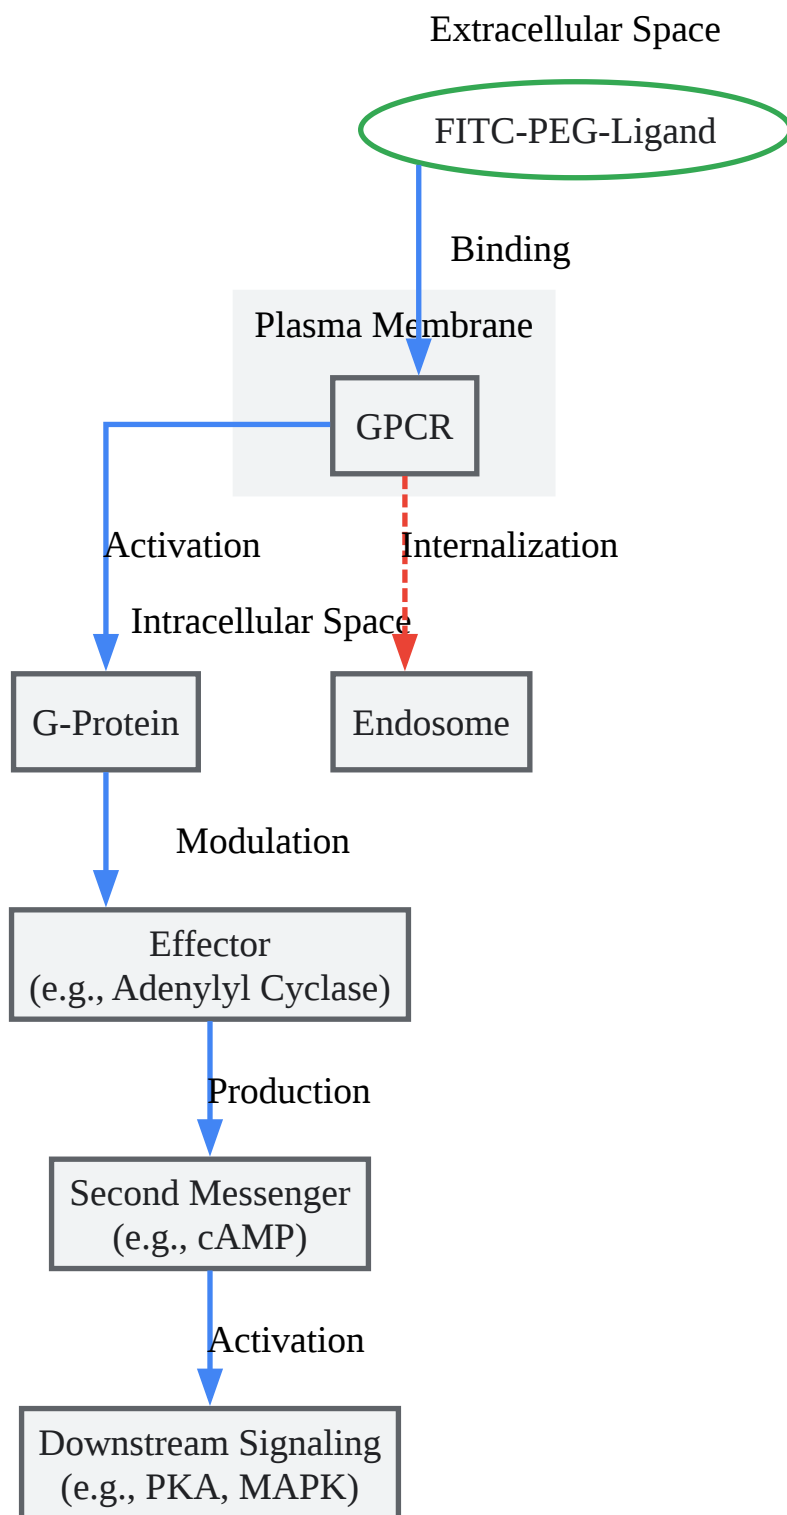 Extracellular Space
FITC-PEG-Ligand
Binding
Plasma Membrane
GPCR
Activation
Internalization
Intracellular Space
G-Protein
Endosome
Modulation
Effector
(e.g., Adenylyl Cyclase)
Production
Second Messenger
(e.g., cAMP)
Activation
Downstream Signaling
(e.g., PKA, MAPK)